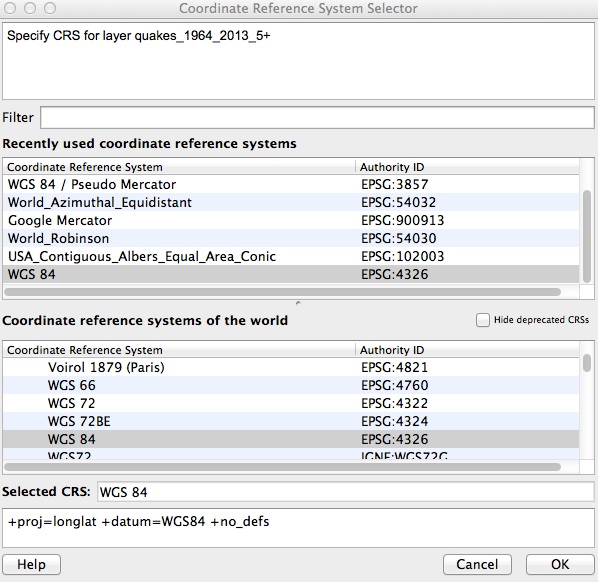 Coordinate Reference System Selector
Specify CRS for layer quakes_1964_2013_5+
Filter
Recently used coordinate reference systems
Coordinate Reference System Authority ID
WGS 84 / Pseudo Mercator EPSG:3857
World_Azimuthal_Equidistant EPSG:54032
Google Mercator EPSG:900913
World_Robinson EPSG:54030
USA_Contiguous_Albers_Equal_Area_Conic EPSG:102003
WGS 84 EPSG:4326
Coordinate reference systems of the world Hide deprecated CRSs
Coordinate Reference System Authority ID
Voirol 1879 (Paris) EPSG:4821
WGS 66 EPSG:4760
WGS 72 EPSG:4322
WGS 72BE EPSG:4324
WGS 84 EPSG:4326
WGS72 IGNF:WGS72G
Selected CRS: WGS 84
+proj=longlat +datum=WGS84 +no_defs
Help Cancel OK